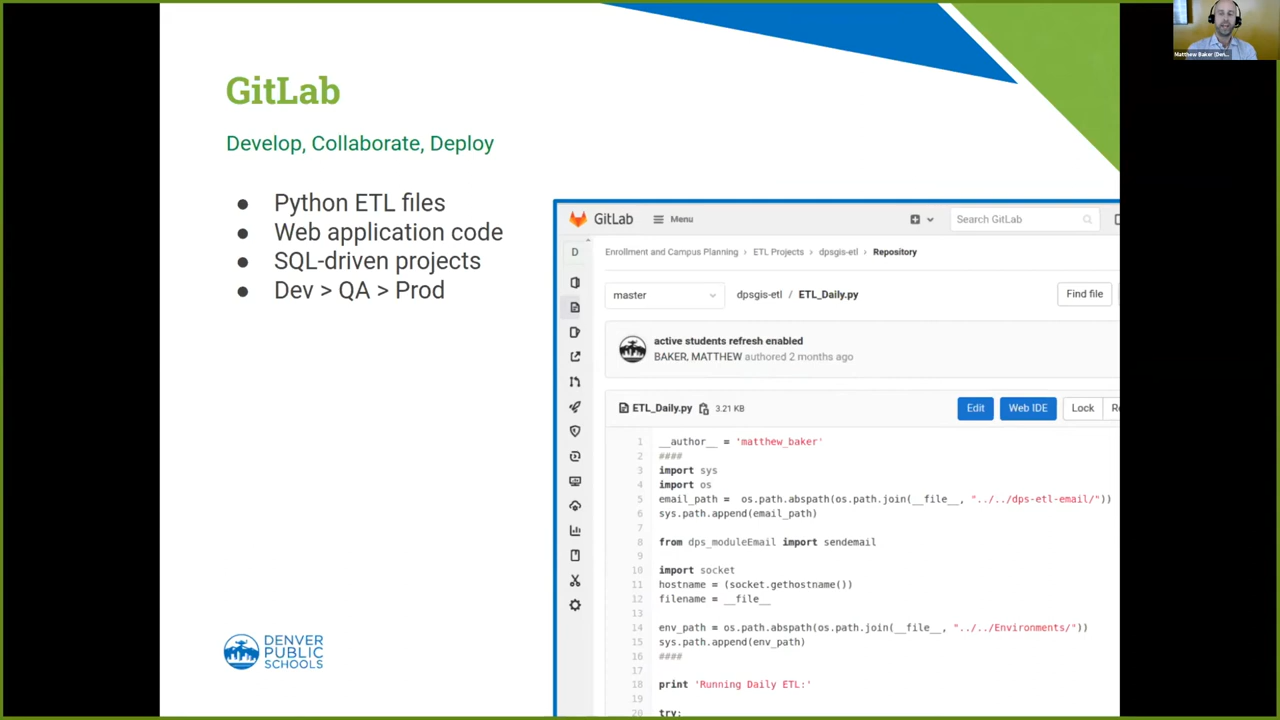 GitLab
Develop, Collaborate, Deploy
● Python ETL files
● Web application code
● SQL-driven projects
● Dev > QA > Prod
DENVER
PUBLIC
SCHOOLS
GitLab Menu Search GitLab
D Enrollment and Campus Planning > ETL Projects > dpsgis-etl > Repository
master dpsgis-etl / ETL_Daily.py Find file
active students refresh enabled
BAKER, MATTHEW authored 2 months ago
ETL_Daily.py 3.21 KB Edit Web IDE Lock
1 __author__ = 'matthew_baker'
2 ####
3 import sys
4 import os
5 email_path = os.path.abspath(os.path.join(__file__, "../../dps-etl-email/"))
6 sys.path.append(email_path)
7
8 from dps_moduleEmail import sendemail
9
10 import socket
11 hostname = (socket.gethostname())
12 filename = __file__
13
14 env_path = os.path.abspath(os.path.join(__file__, "../../Environments/"))
15 sys.path.append(env_path)
16 ####
17
18 print 'Running Daily ETL:'
19
20 try:
Matthew Baker (Den...